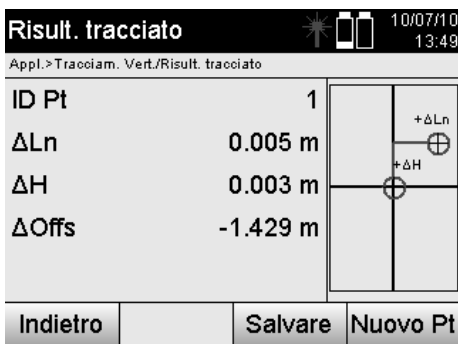 Risult. tracciato
10/07/10
13:49
Appl.>Tracciam. Vert./Risult. tracciato
ID Pt 1
ΔLn 0.005 m
ΔH 0.003 m
ΔOffs -1.429 m
+ΔLn
+ΔH
Indietro Salvare Nuovo Pt